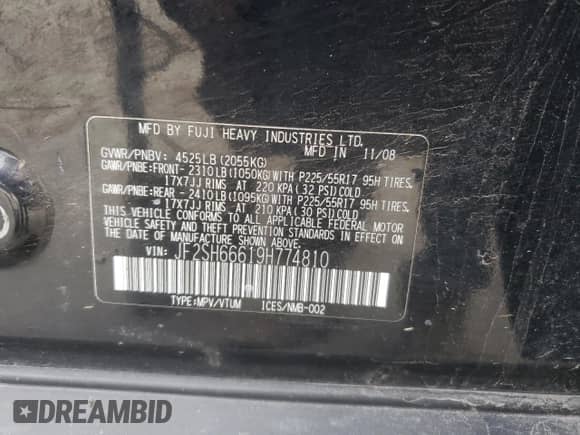 MFD BY FUJI HEAVY INDUSTRIES LTD.
MFD IN 11/08
GVWR/PNBV: 4525LB(2055KG)
GAWR/PNBE:FRONT- 2310LB(1050KG)WITH P225/55R17 95H TIRES.
17X7JJ RIMS AT 220 KPA(32 PSI)COLD
GAWR/PNBE:REAR - 2410LB(1095KG)WITH P225/55R17 95H TIRES.
17X7JJ RIMS AT 210 KPA(30 PSI)COLD
THIS VEHICLE CONFORMS TO ALL APPLICABLE FEDERAL MOTOR
VEHICLE SAFETY AND THEFT PREVENTION STANDARDS IN EFFECT ON
THE DATE OF MANUFACTURE SHOWN ABOVE.
VIN: JF2SH66619H774810
TYPE:MPV/VTUM ICES/NMB-002
DREAMBID